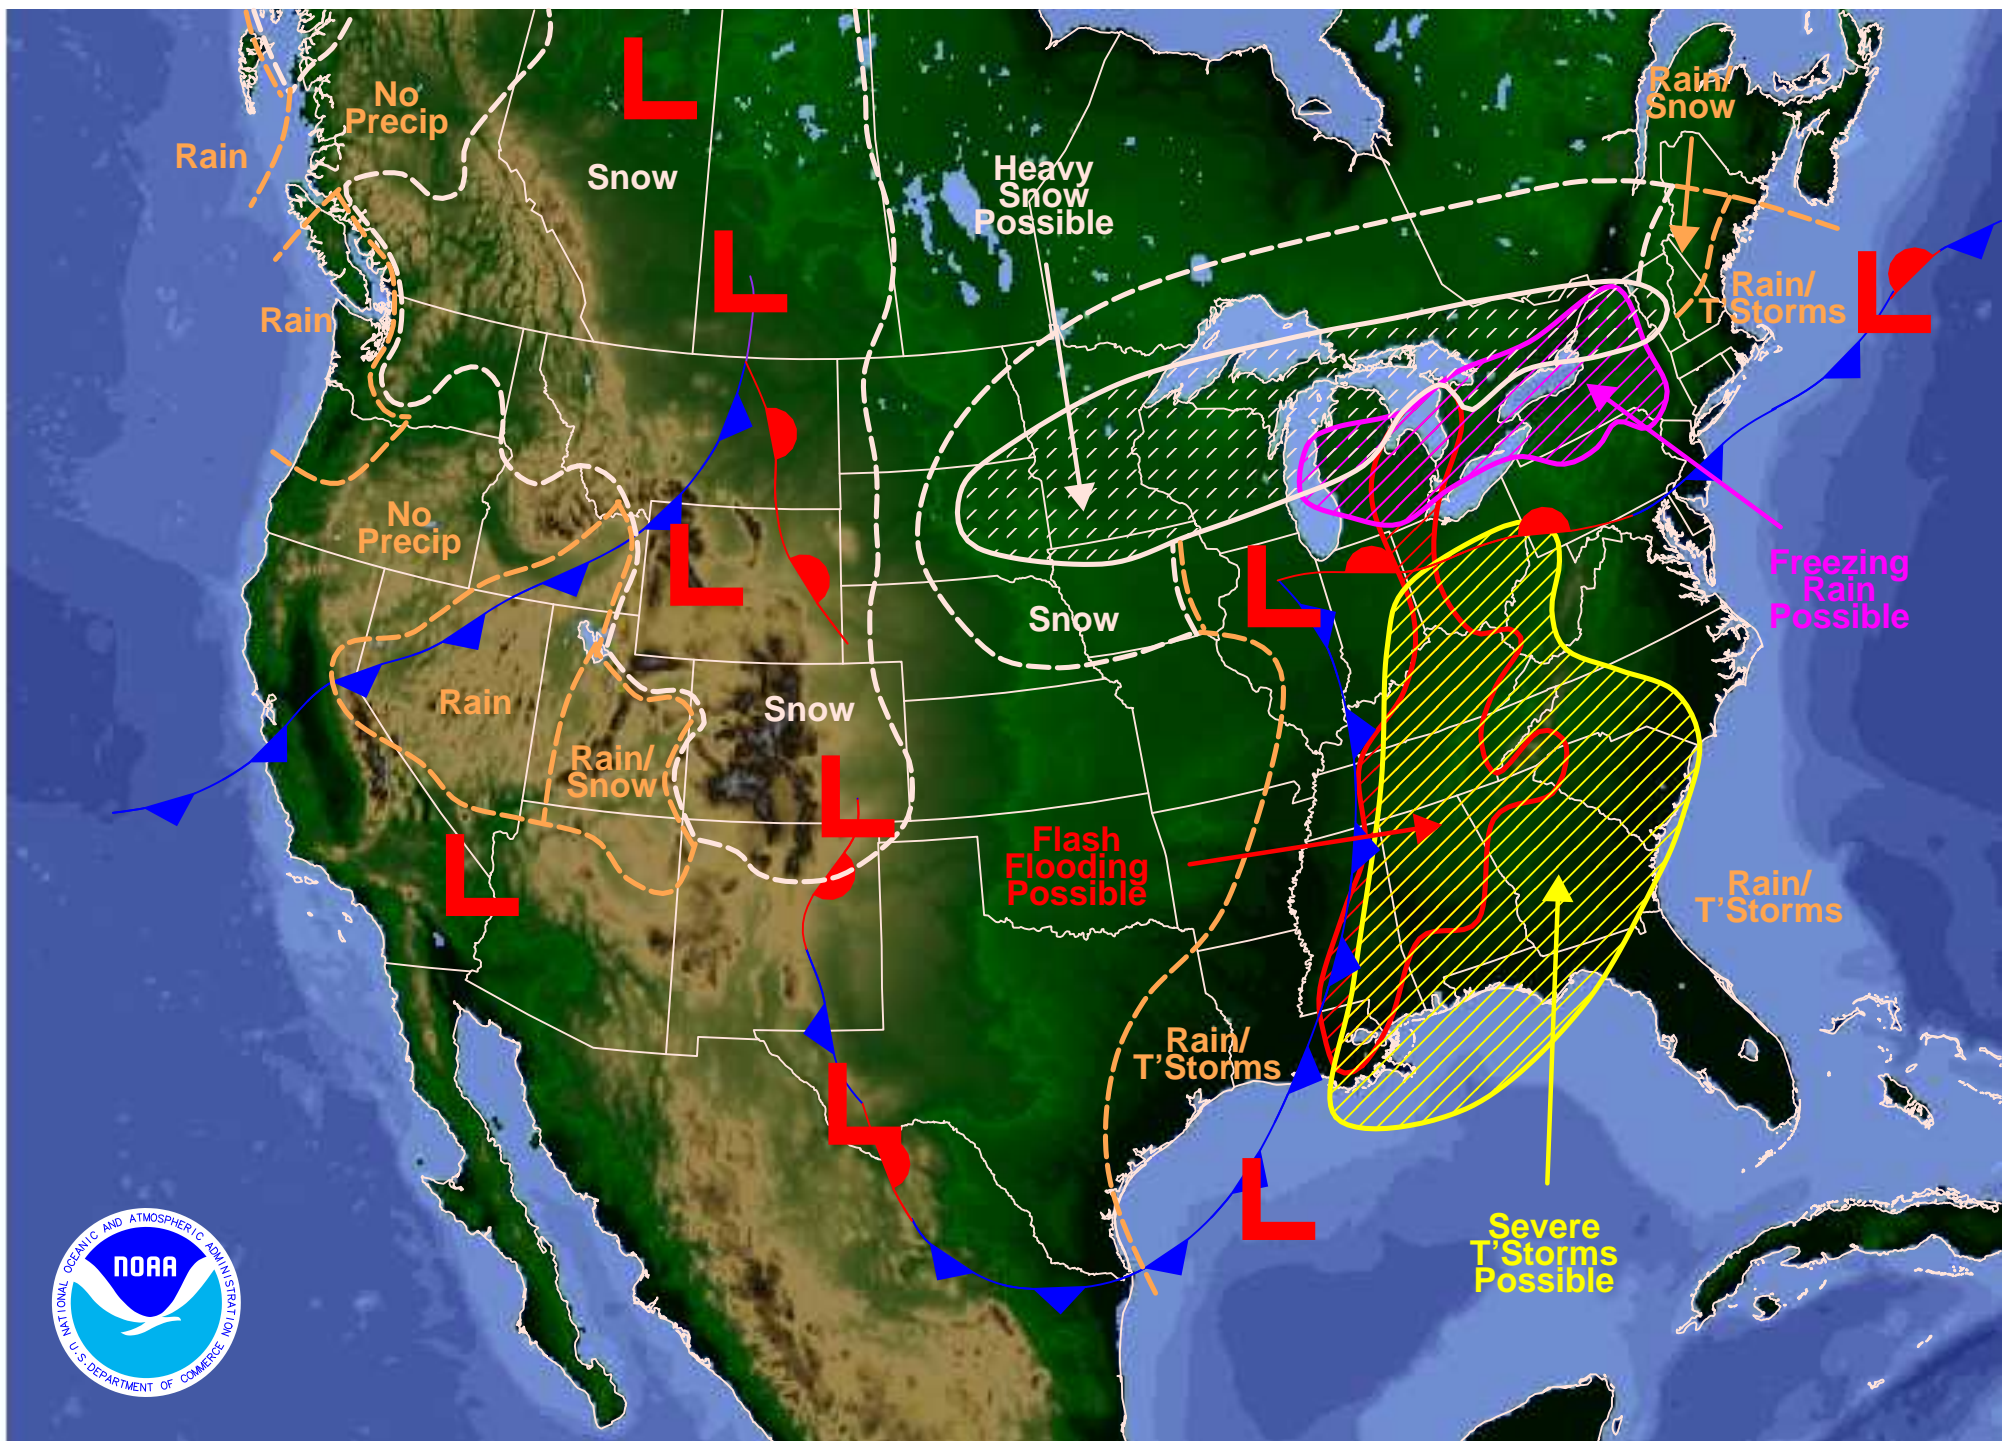 No
Precip
Rain
Snow
Heavy
Snow
Possible
Rain/
Snow
Rain
Rain/
T'Storms
L
L
L
No
Precip
L
L
Freezing
Rain
Possible
Snow
Rain
Snow
Rain/
Snow
L
Flash
Flooding
Possible
L
Rain/
T'Storms
Rain/
T'Storms
L
L
Severe
T'Storms
Possible
NATIONAL OCEANIC AND ATMOSPHERIC ADMINISTRATION
NOAA
U.S. DEPARTMENT OF COMMERCE